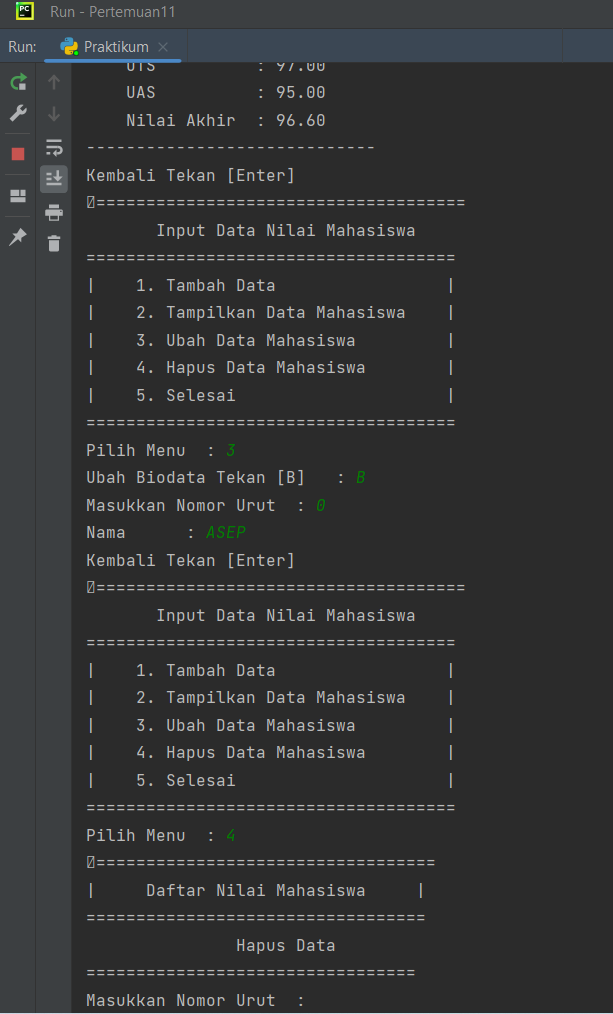 PC Run - Pertemuan11
Run: Praktikum ×
UTS : 97.00
UAS : 95.00
Nilai Akhir : 96.60
-----------------------------
Kembali Tekan [Enter]
=====================================
Input Data Nilai Mahasiswa
=====================================
| 1. Tambah Data |
| 2. Tampilkan Data Mahasiswa |
| 3. Ubah Data Mahasiswa |
| 4. Hapus Data Mahasiswa |
| 5. Selesai |
=====================================
Pilih Menu : 3
Ubah Biodata Tekan [B] : B
Masukkan Nomor Urut : 0
Nama : ASEP
Kembali Tekan [Enter]
=====================================
Input Data Nilai Mahasiswa
=====================================
| 1. Tambah Data |
| 2. Tampilkan Data Mahasiswa |
| 3. Ubah Data Mahasiswa |
| 4. Hapus Data Mahasiswa |
| 5. Selesai |
=====================================
Pilih Menu : 4
==================================
| Daftar Nilai Mahasiswa |
==================================
Hapus Data
=================================
Masukkan Nomor Urut :